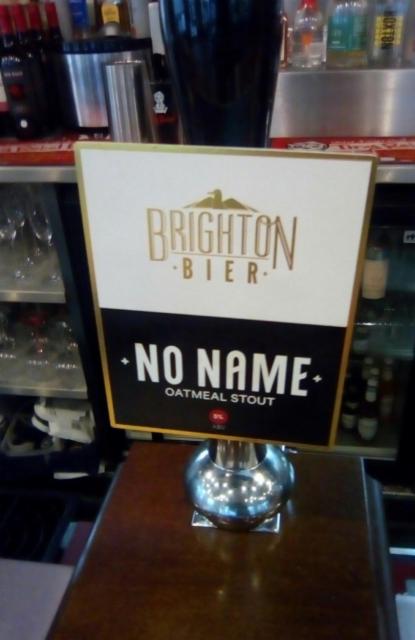 BRIGHTON
·BIER·
NO NAME
OATMEAL STOUT
5%
ABV